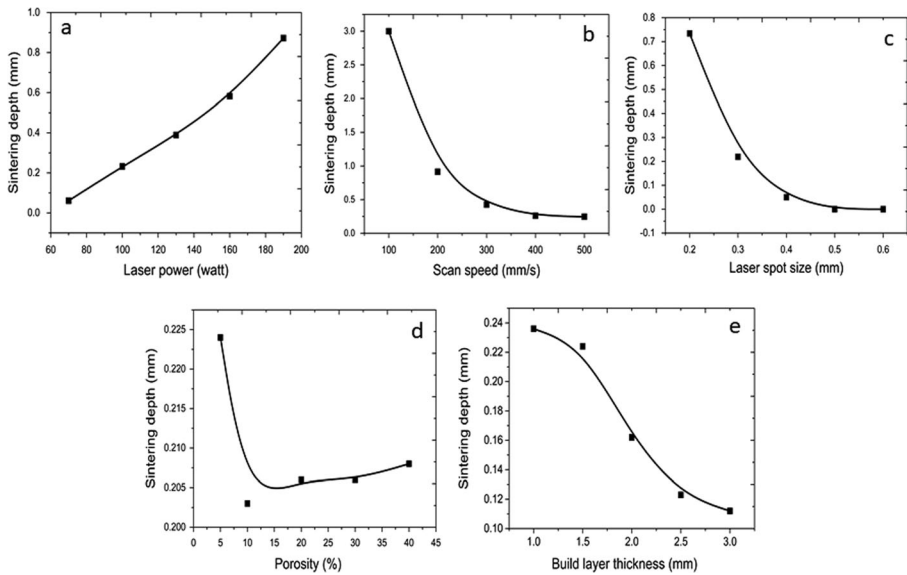 a
Sintering depth (mm)
1.0
0.8
0.6
0.4
0.2
0.0
60 80 100 120 140 160 180 200
Laser power (watt)
b
Sintering depth (mm)
3.0
2.5
2.0
1.5
1.0
0.5
0.0
100 200 300 400 500
Scan speed (mm/s)
c
Sintering depth (mm)
0.8
0.7
0.6
0.5
0.4
0.3
0.2
0.1
0.0
-0.1
0.2 0.3 0.4 0.5 0.6
Laser spot size (mm)
d
Sintering depth (mm)
0.225
0.220
0.215
0.210
0.205
0.200
0 5 10 15 20 25 30 35 40 45
Porosity (%)
e
Sintering depth (mm)
0.24
0.22
0.20
0.18
0.16
0.14
0.12
0.10
1.0 1.5 2.0 2.5 3.0
Build layer thickness (mm)